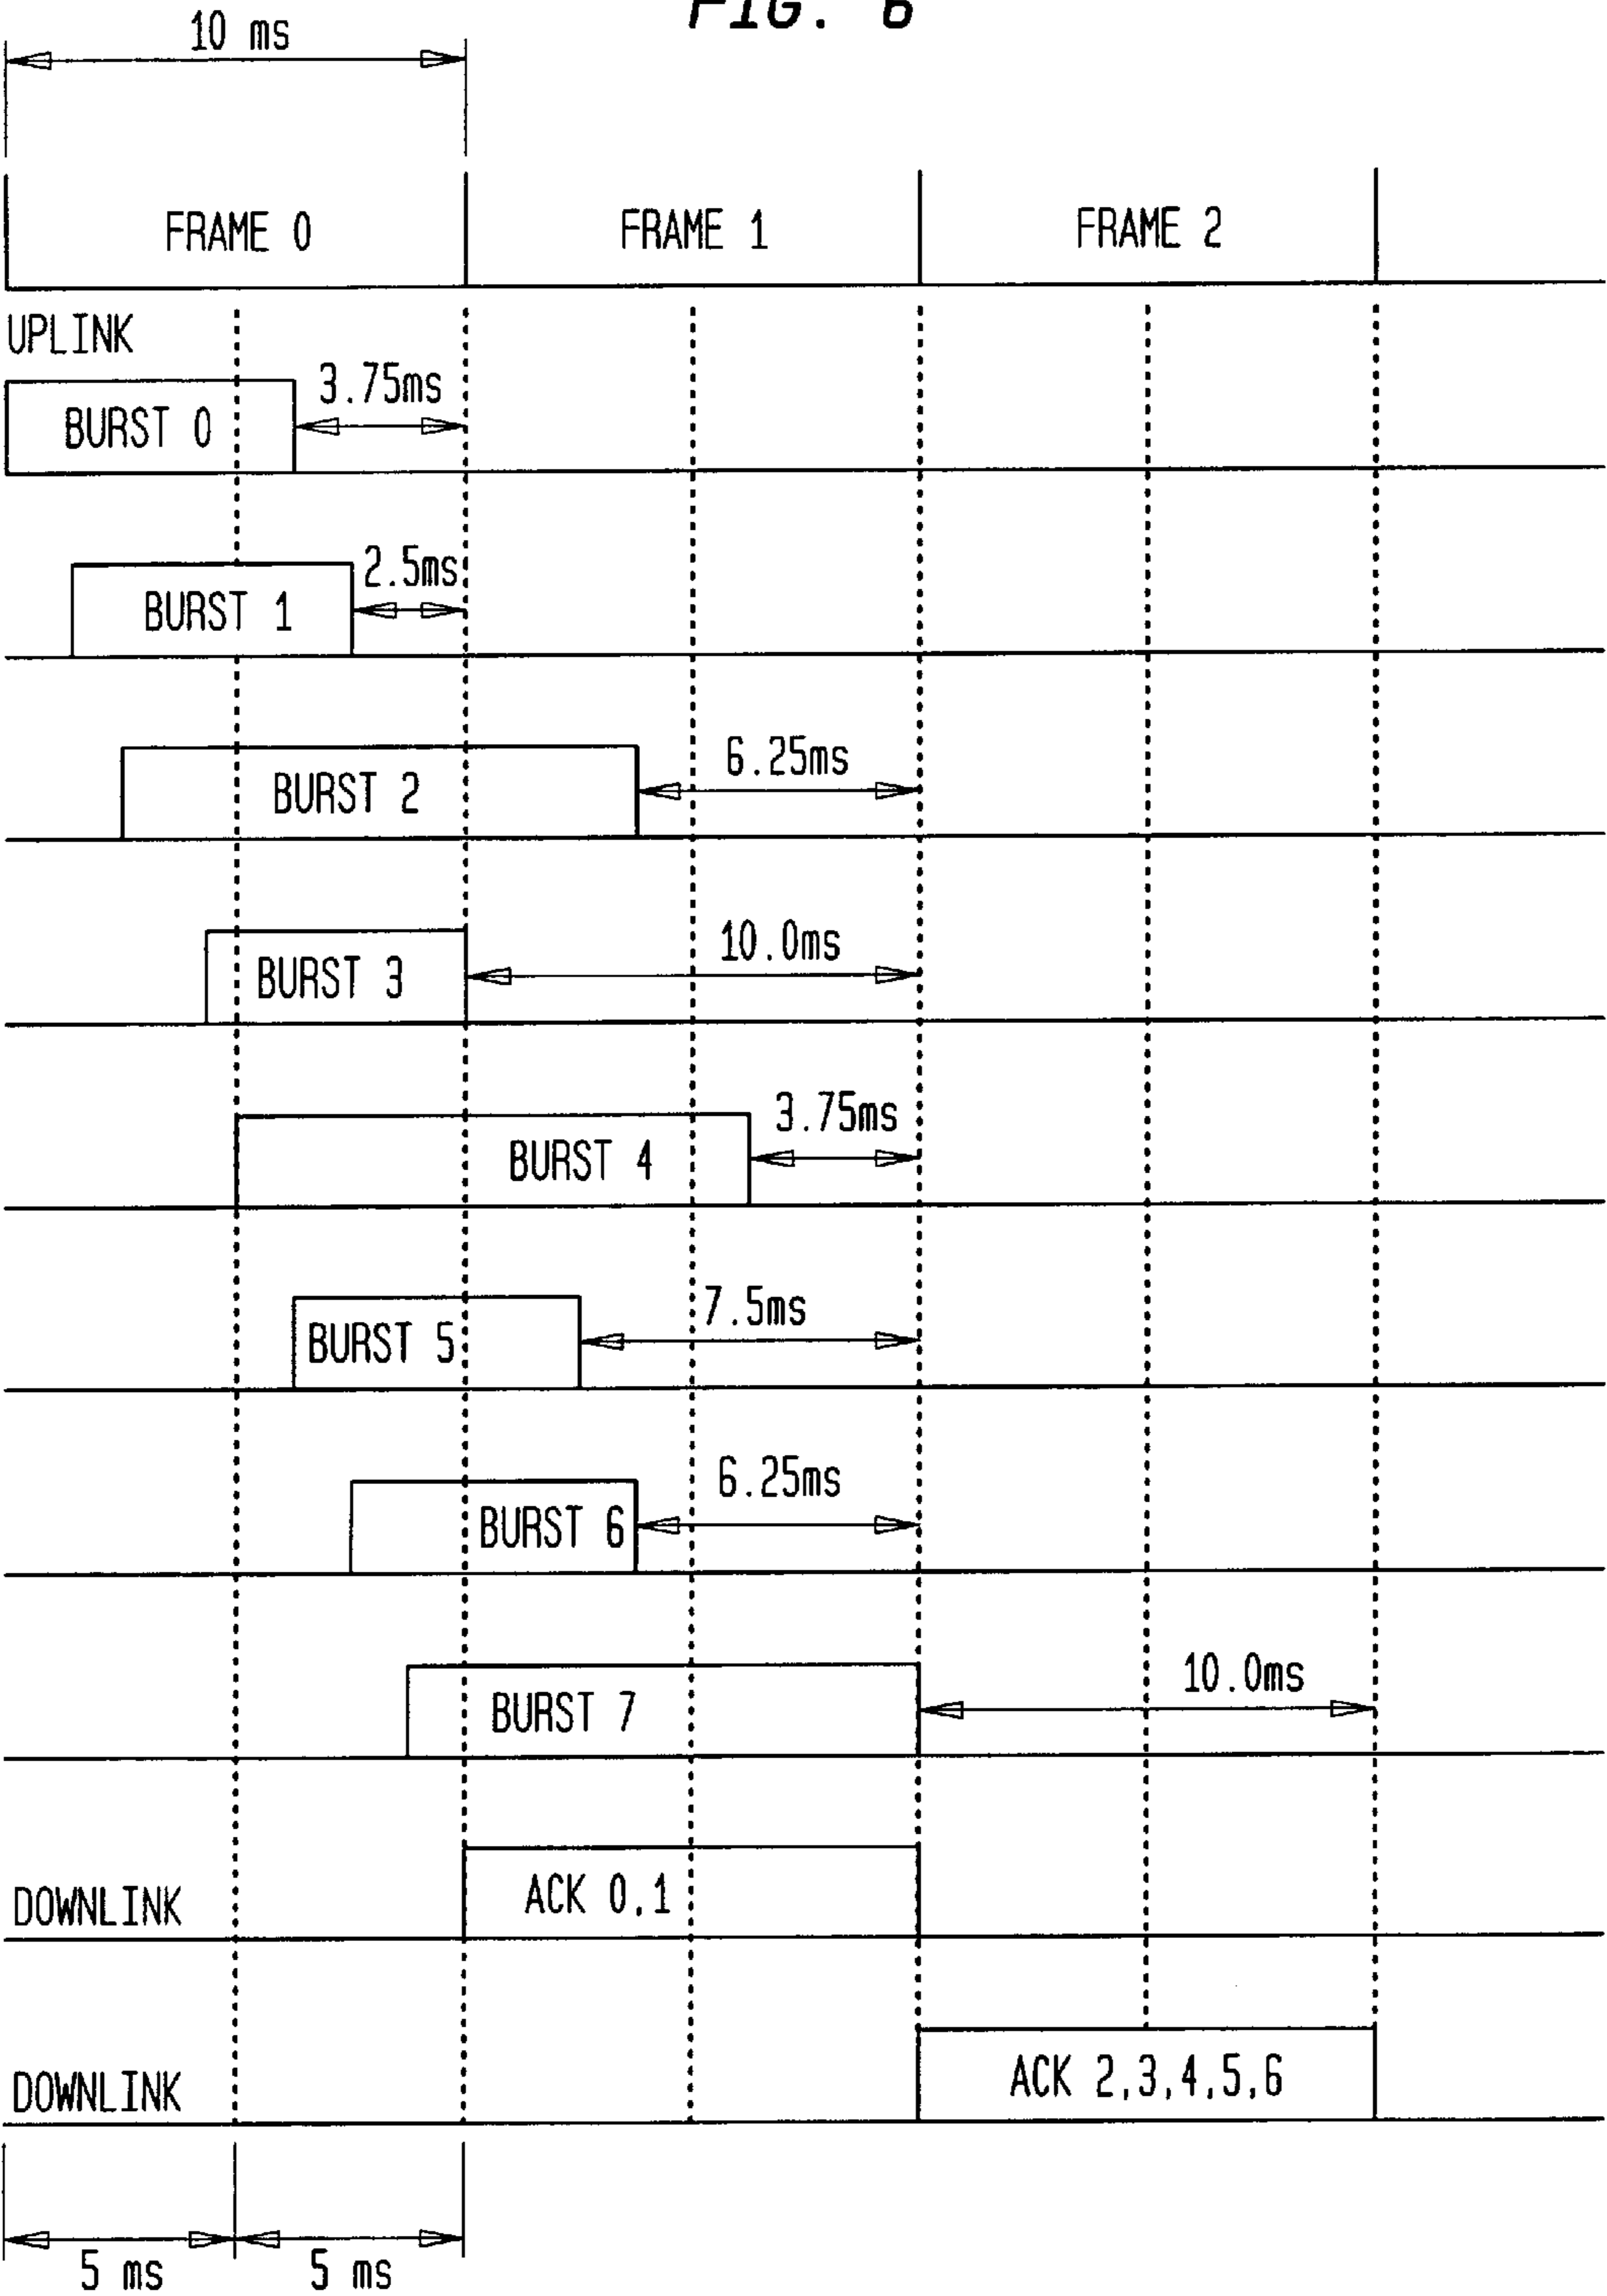 FIG. 6
10 ms
FRAME 0 FRAME 1 FRAME 2
UPLINK
3.75ms
BURST 0
2.5ms
BURST 1
6.25ms
BURST 2
10.0ms
BURST 3
3.75ms
BURST 4
7.5ms
BURST 5
6.25ms
BURST 6
10.0ms
BURST 7
DOWNLINK ACK 0,1
DOWNLINK ACK 2,3,4,5,6
5 ms 5 ms